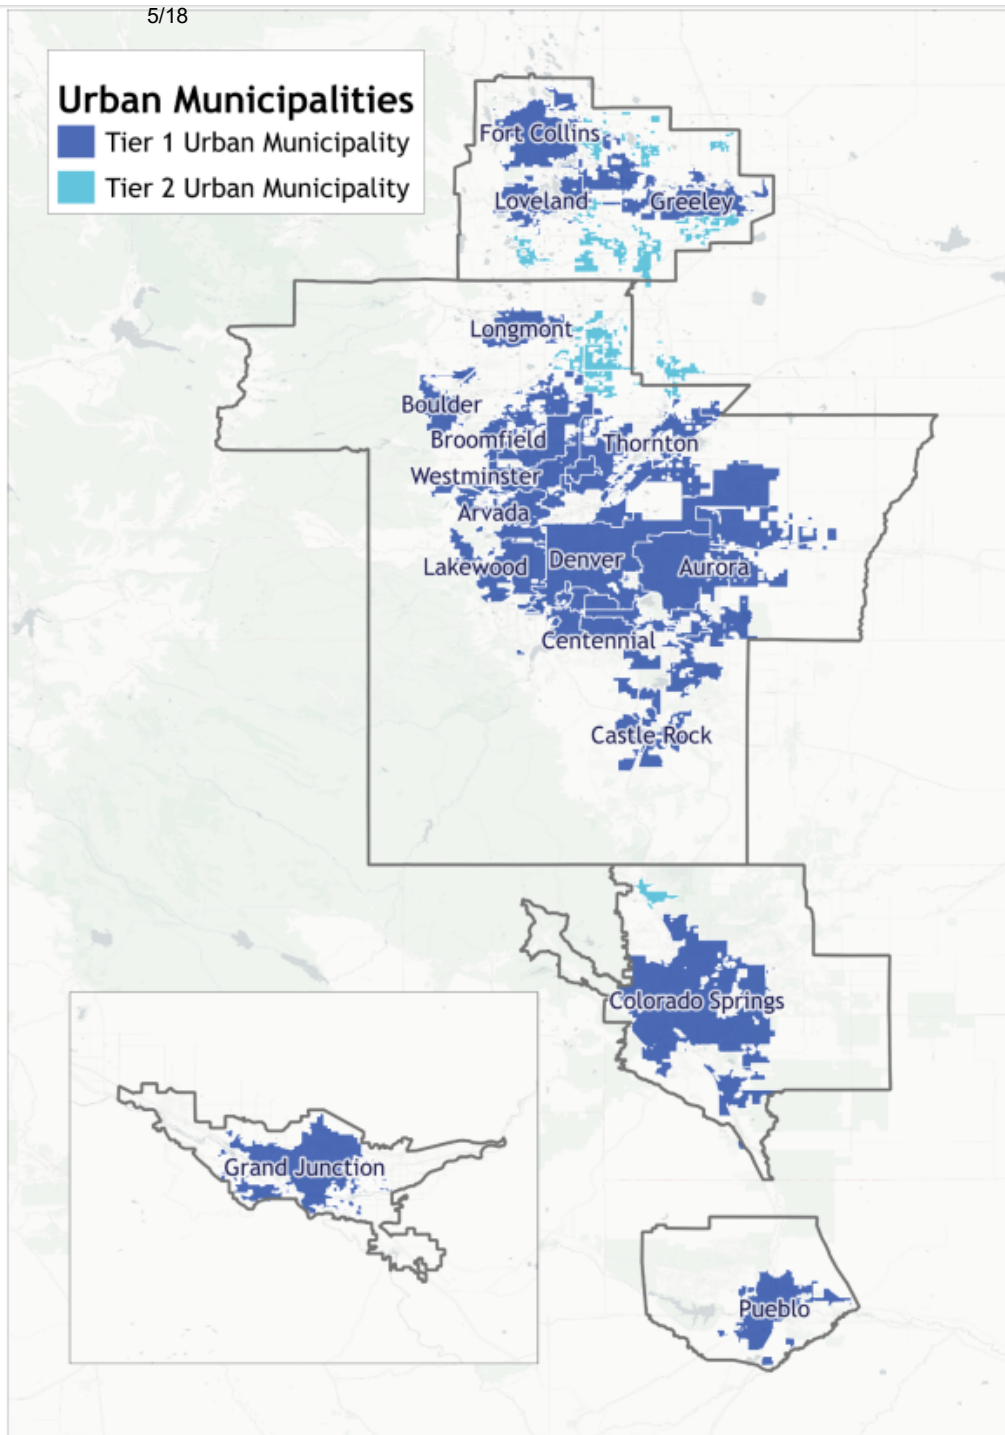 5/18
Urban Municipalities
Tier 1 Urban Municipality
Tier 2 Urban Municipality
Fort Collins
Loveland
Greeley
Longmont
Boulder
Broomfield
Thornton
Westminster
Arvada
Lakewood
Denver
Aurora
Centennial
Castle Rock
Colorado Springs
Grand Junction
Pueblo